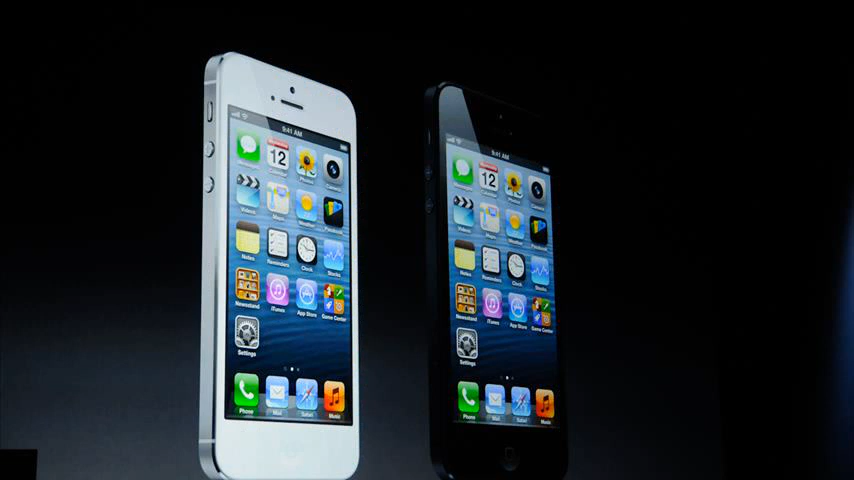 9:41 AM
12
Messages Calendar Photos Camera
Videos Maps Weather Passbook
Notes Reminders Clock Stocks
Newsstand iTunes App Store Game Center
Settings
Phone Mail Safari Music
9:41 AM
12
Messages Calendar Photos Camera
Videos Maps Weather Passbook
Notes Reminders Clock Stocks
Newsstand iTunes App Store Game Center
Settings
Phone Mail Safari Music